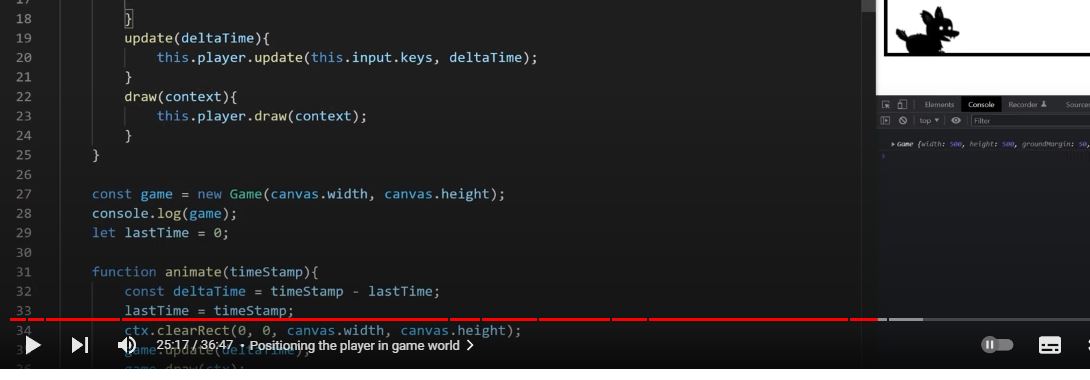 17
18 }
19 update(deltaTime){
20 this.player.update(this.input.keys, deltaTime);
21 }
22 draw(context){
23 this.player.draw(context);
24 }
25 }
26
27 const game = new Game(canvas.width, canvas.height);
28 console.log(game);
29 let lastTime = 0;
30
31 function animate(timeStamp){
32 const deltaTime = timeStamp - lastTime;
33 lastTime = timeStamp;
34 ctx.clearRect(0, 0, canvas.width, canvas.height);
game.update(deltaTime);
36 game.draw(ctx);
25:17 / 36:47 • Positioning the player in game world
Elements Console Recorder Sources
top Filter
Game {width: 500, height: 500, groundMargin: 50,